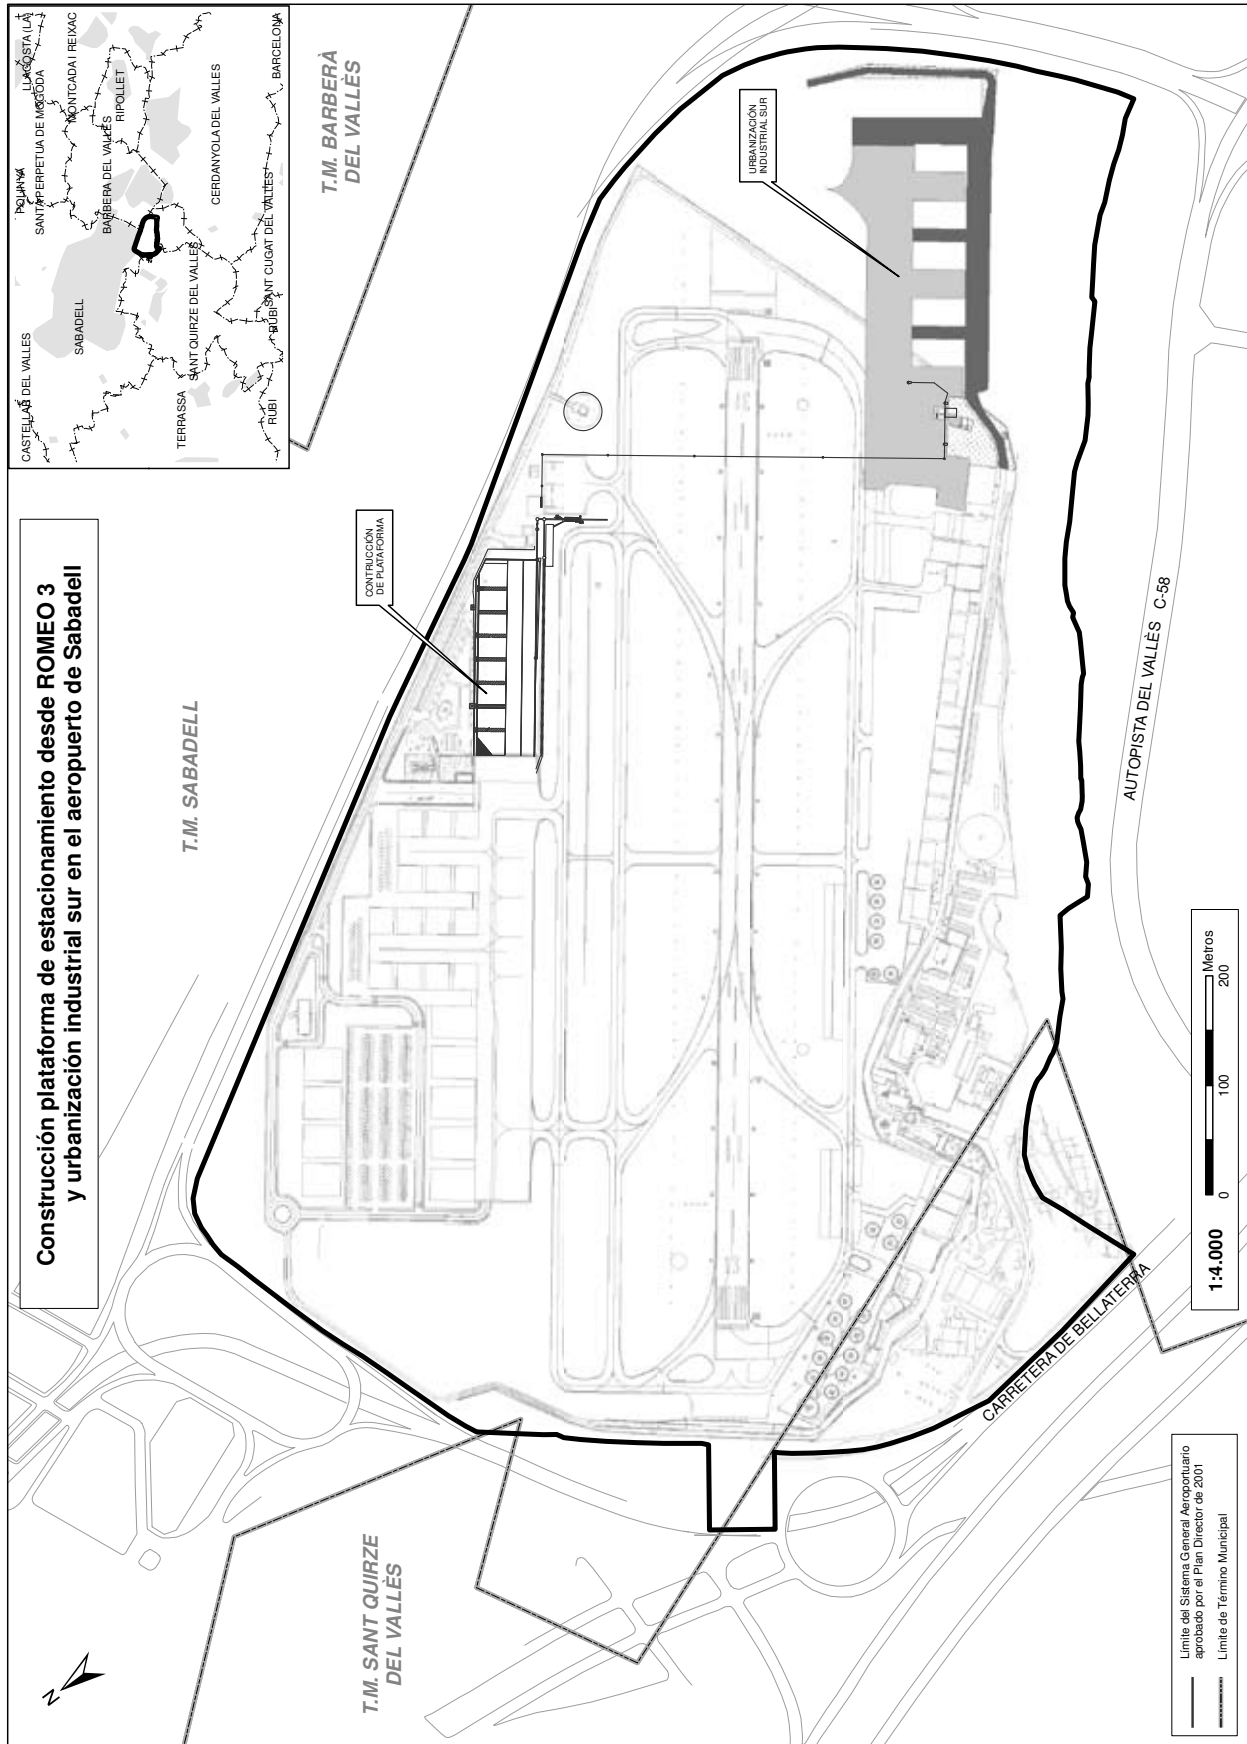 Construcción plataforma de estacionamiento desde ROMEO 3
y urbanización industrial sur en el aeropuerto de Sabadell
CASTELLAR DEL VALLES
POLINYA
LLAGOSTA (LA)
SANTA PERPETUA DE MOGODA
MONTCADA I REIXAC
SABADELL
BARBERA DEL VALLES
RIPOLLET
TERRASSA
SANT QUIRZE DEL VALLES
CERDANYOLA DEL VALLES
RUBI
RUBI
SANT CUGAT DEL VALLES
BARCELONA
T.M. SABADELL
T.M. BARBERÀ
DEL VALLÈS
CONTRUCCIÓN
DE PLATAFORMA
URBANIZACIÓN
INDUSTRIAL SUR
N
T.M. SANT QUIRZE
DEL VALLÈS
CARRETERA DE BELLATERRA
AUTOPISTA DEL VALLÈS C-58
1:4.000
0
100
200
Metros
Límite del Sistema General Aeroportuario
aprobado por el Plan Director de 2001
Límite de Término Municipal